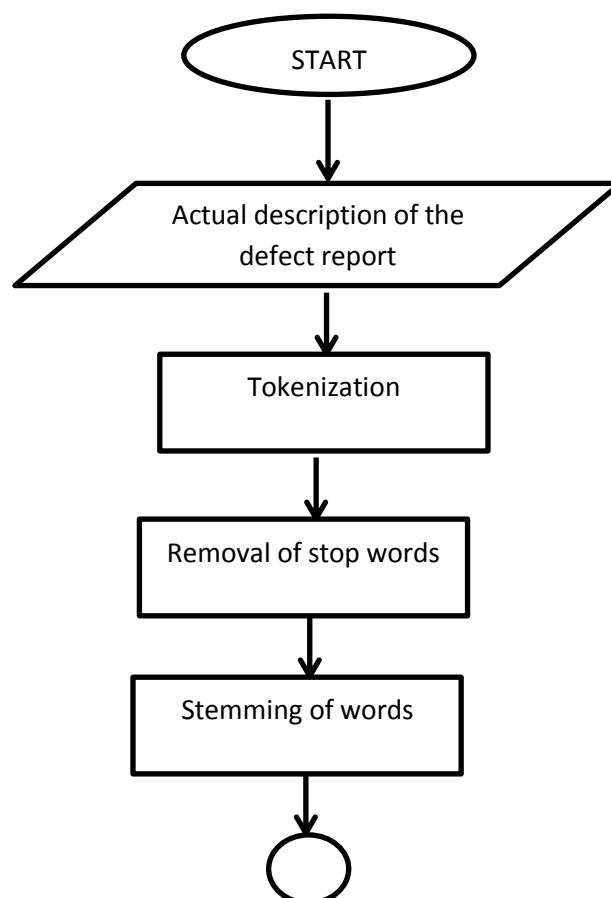 START
Actual description of the
defect report
Tokenization
Removal of stop words
Stemming of words